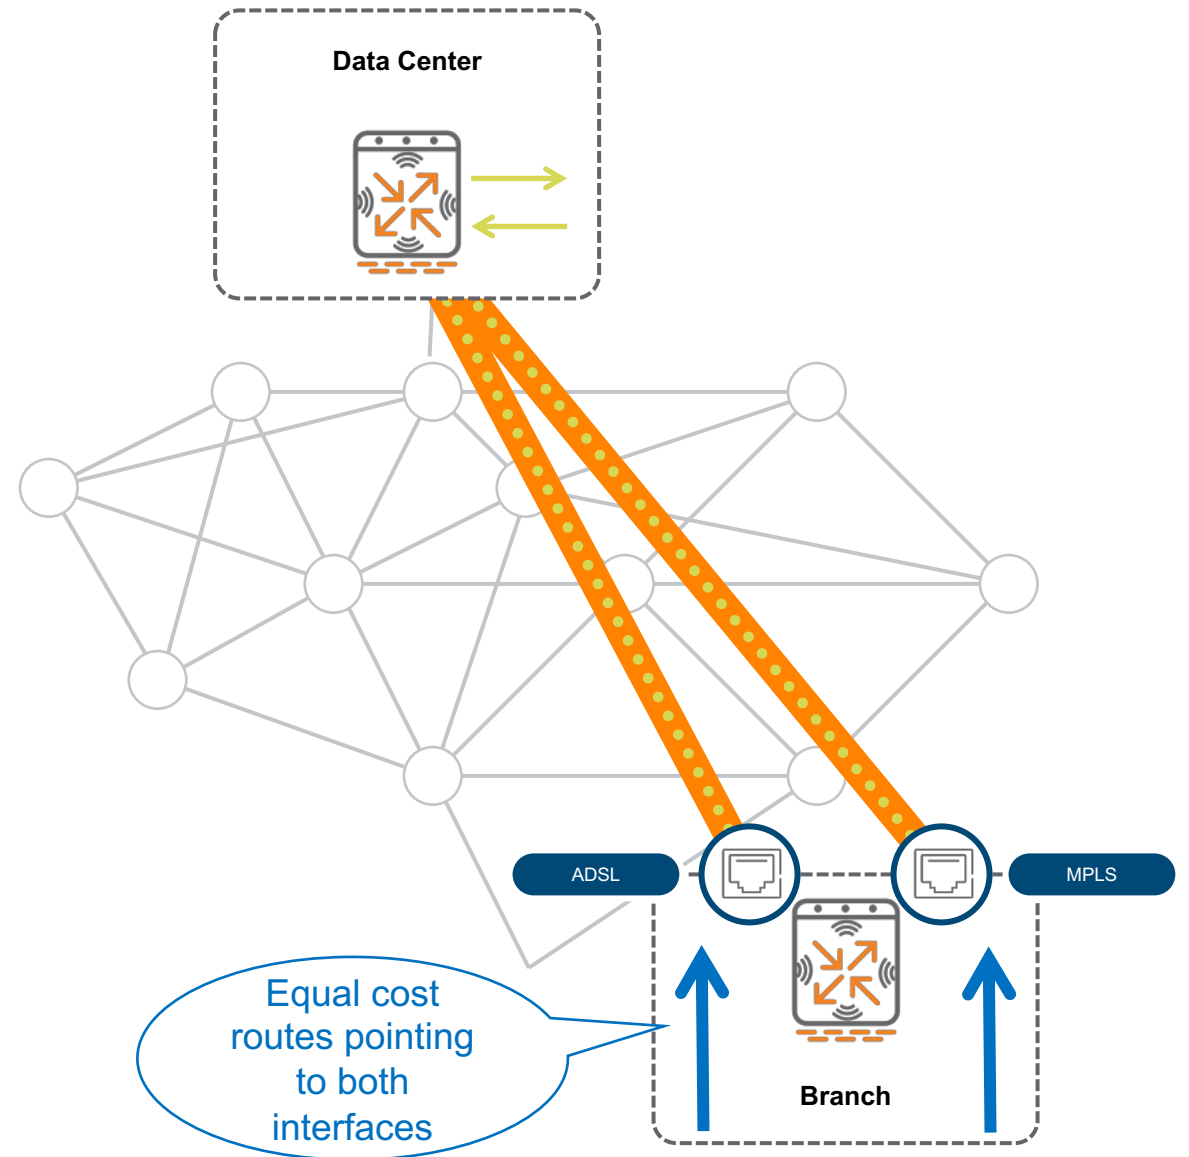 Data Center
ADSL
MPLS
Equal cost
routes pointing
to both
interfaces
Branch